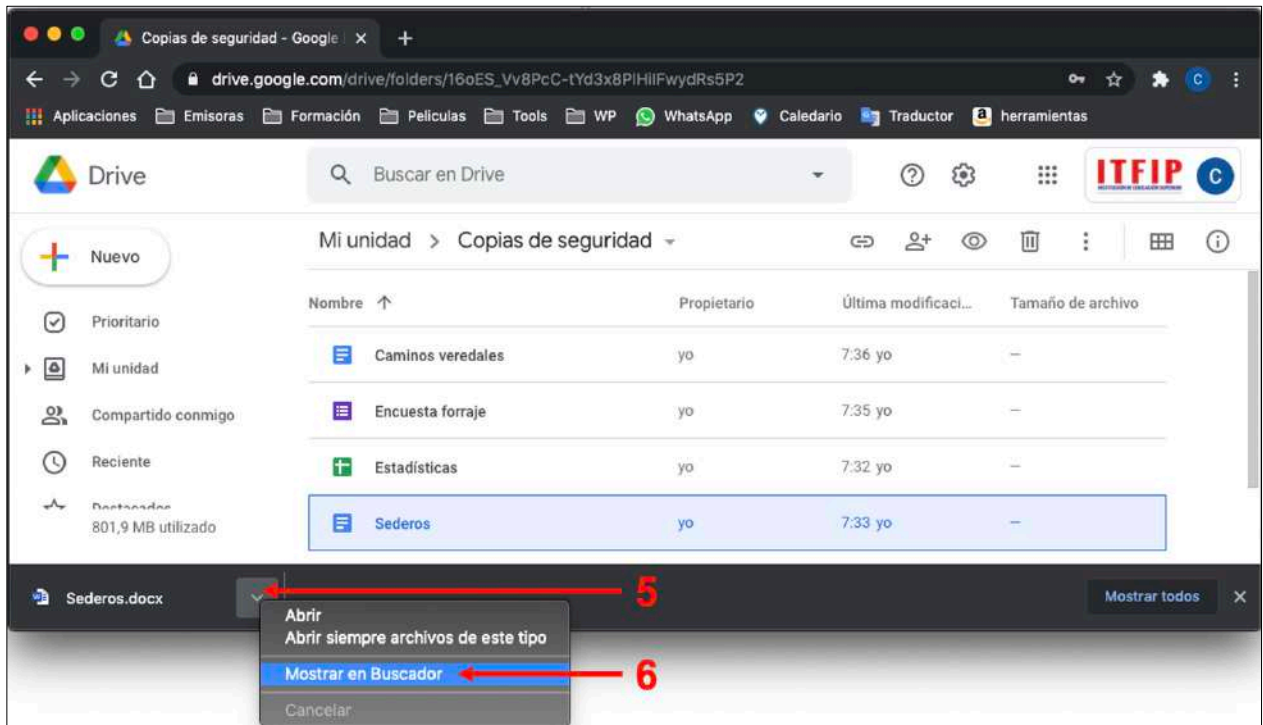 Copias de seguridad - Google
drive.google.com/drive/folders/16oES_Vv8PcC-tYd3x8PlHilFwydRs5P2
Aplicaciones Emisoras Formación Peliculas Tools WP WhatsApp Caledario Traductor herramientas
Drive
Buscar en Drive
ITFIP
C
Nuevo
Mi unidad > Copias de seguridad
Nombre Propietario Última modificaci... Tamaño de archivo
Prioritario
Mi unidad
Compartido conmigo
Reciente
Destacados
801,9 MB utilizado
Caminos veredales yo 7:36 yo —
Encuesta forraje yo 7:35 yo —
Estadísticas yo 7:32 yo —
Sederos yo 7:33 yo —
Sederos.docx
5
Mostrar todos
Abrir
Abrir siempre archivos de este tipo
Mostrar en Buscador
6
Cancelar